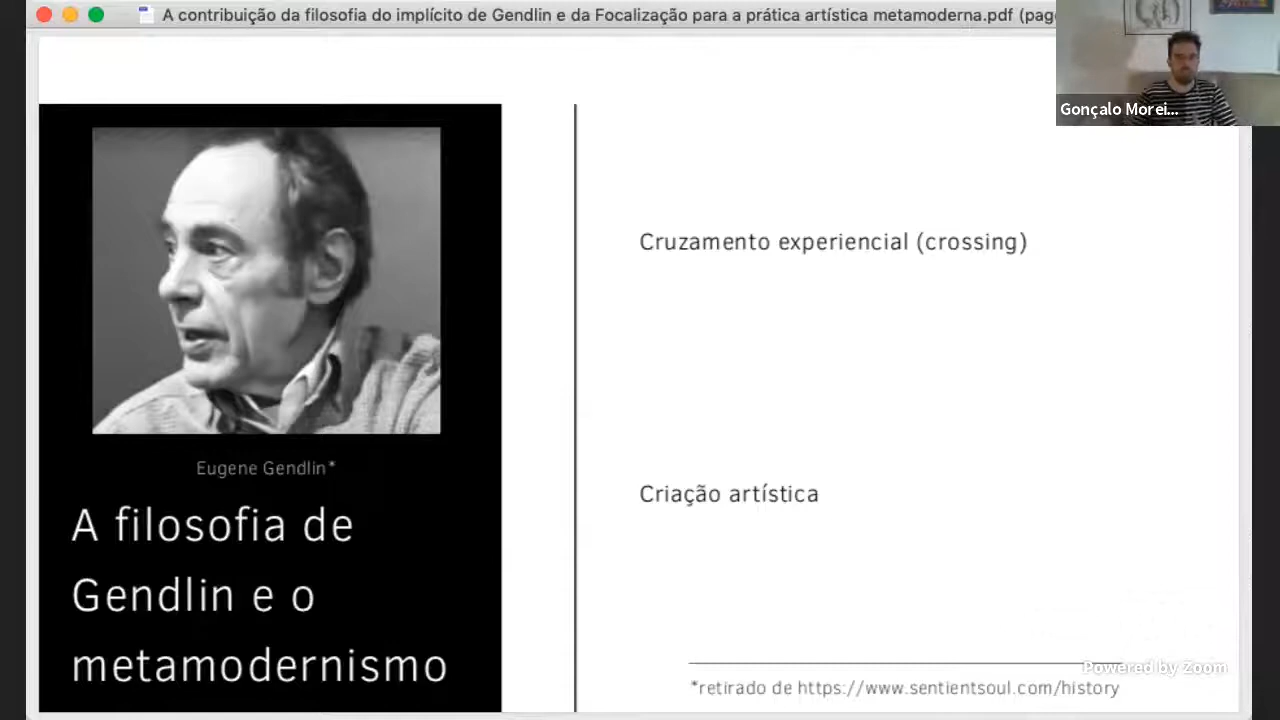 A contribuição da filosofia do implícito de Gendlin e da Focalização para a prática artística metamoderna.pdf (pag
Gonçalo Morei...
Cruzamento experiencial (crossing)
Eugene Gendlin*
Criação artística
A filosofia de
Gendlin e o
metamodernismo
Powered by Zoom
*retirado de https://www.sentientsoul.com/history